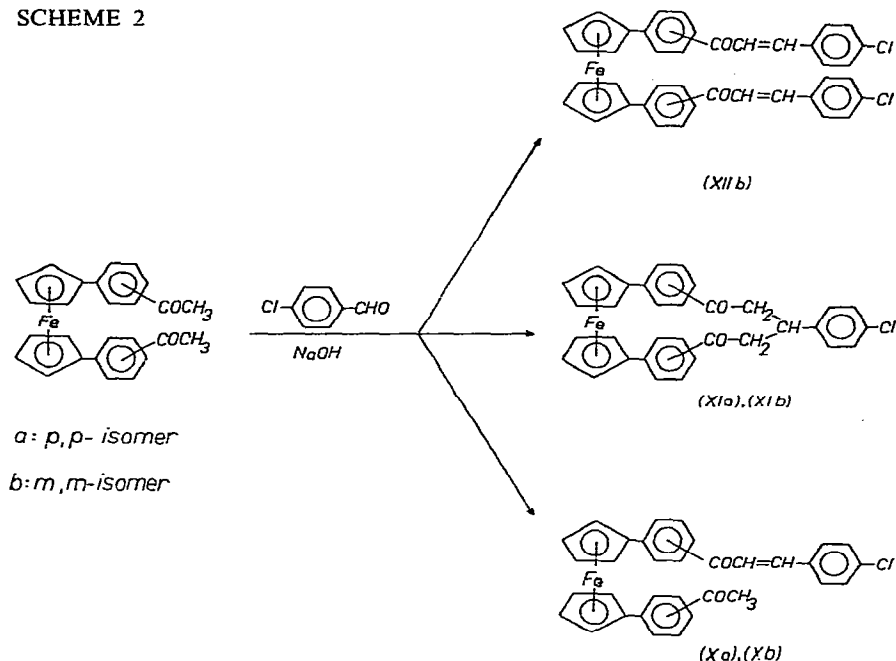 SCHEME 2
COCH=CH
Cl
Fe
COCH=CH
Cl
(XIIb)
COCH₃
Fe
COCH₃
Cl
CHO
NaOH
CO—CH₂
Fe
CH
Cl
CO—CH₂
(XIa),(XIb)
a: p,p- isomer
b: m,m-isomer
COCH=CH
Cl
Fe
COCH₃
(Xa),(Xb)